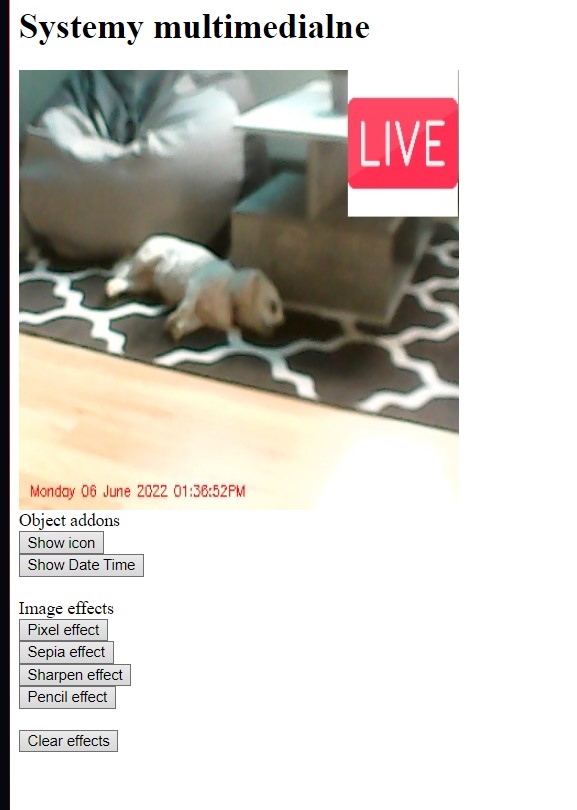 Systemy multimedialne
LIVE
Monday 06 June 2022 01:36:52PM
Object addons
Show icon
Show Date Time
Image effects
Pixel effect
Sepia effect
Sharpen effect
Pencil effect
Clear effects